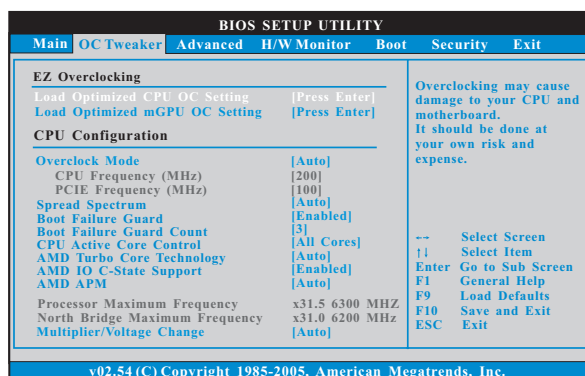 BIOS SETUP UTILITY
Main OC Tweaker Advanced H/W Monitor Boot Security Exit
EZ Overclocking
Load Optimized CPU OC Setting [Press Enter]
Load Optimized mGPU OC Setting [Press Enter]
CPU Configuration
Overclock Mode [Auto]
CPU Frequency (MHz) [200]
PCIE Frequency (MHz) [100]
Spread Spectrum [Auto]
Boot Failure Guard [Enabled]
Boot Failure Guard Count [3]
CPU Active Core Control [All Cores]
AMD Turbo Core Technology [Auto]
AMD IO C-State Support [Enabled]
AMD APM [Auto]
Processor Maximum Frequency x31.5 6300 MHZ
North Bridge Maximum Frequency x31.0 6200 MHz
Multiplier/Voltage Change [Auto]
Overclocking may cause
damage to your CPU and
motherboard.
It should be done at
your own risk and
expense.
←→ Select Screen
↑↓ Select Item
Enter Go to Sub Screen
F1 General Help
F9 Load Defaults
F10 Save and Exit
ESC Exit
v02.54 (C) Copyright 1985-2005, American Megatrends, Inc.